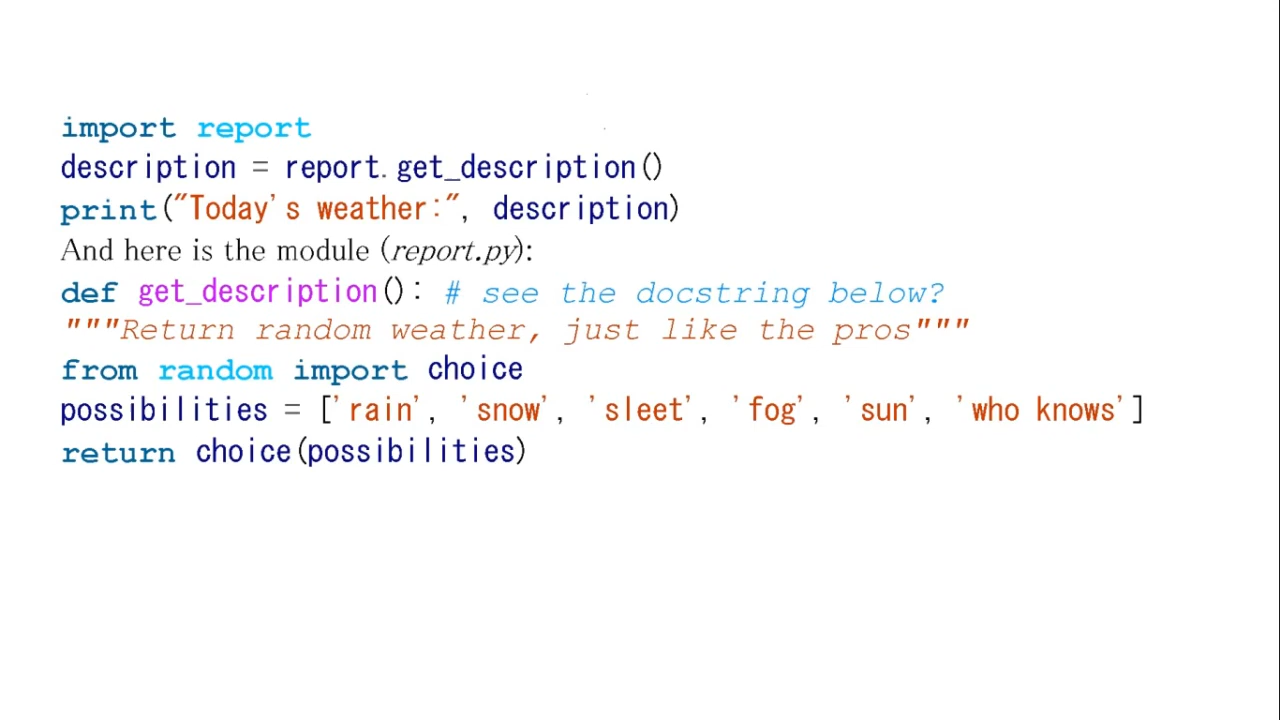 import report
description = report.get_description()
print("Today's weather:", description)
And here is the module (report.py):
def get_description(): # see the docstring below?
"""Return random weather, just like the pros"""
from random import choice
possibilities = ['rain', 'snow', 'sleet', 'fog', 'sun', 'who knows']
return choice(possibilities)